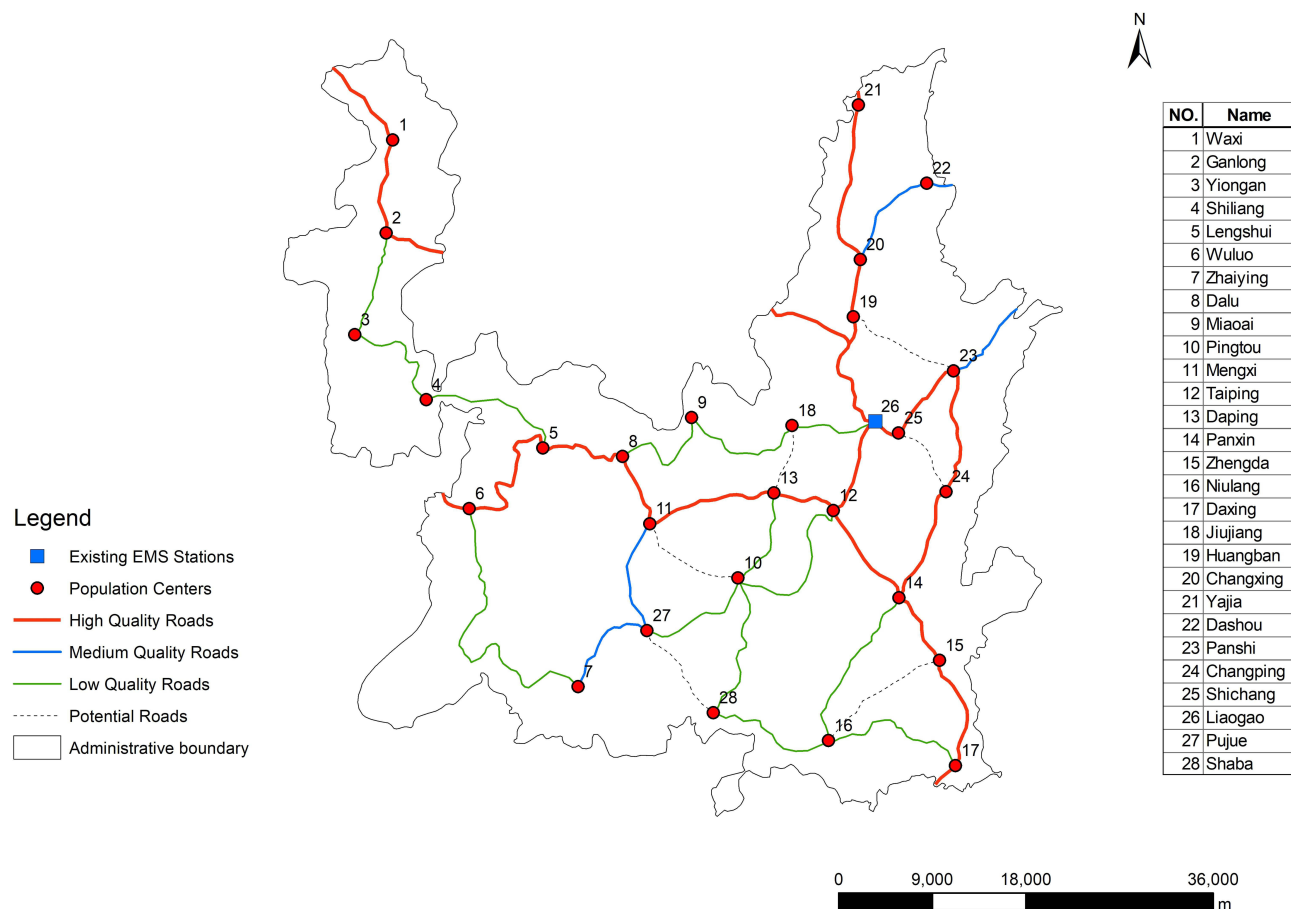 N
21
1
22
2
20
19
3
23
4
9
18
26
25
5
8
24
6
13
12
11
10
14
27
15
7
28
16
17
NO. Name
1 Waxi
2 Ganlong
3 Yiongan
4 Shiliang
5 Lengshui
6 Wuluo
7 Zhaiying
8 Dalu
9 Miaoai
10 Pingtou
11 Mengxi
12 Taiping
13 Daping
14 Panxin
15 Zhengda
16 Niulang
17 Daxing
18 Jiujiang
19 Huangban
20 Changxing
21 Yajia
22 Dashou
23 Panshi
24 Changping
25 Shichang
26 Liaogao
27 Pujue
28 Shaba
Legend
Existing EMS Stations
Population Centers
High Quality Roads
Medium Quality Roads
Low Quality Roads
Potential Roads
Administrative boundary
0 9,000 18,000 36,000
m